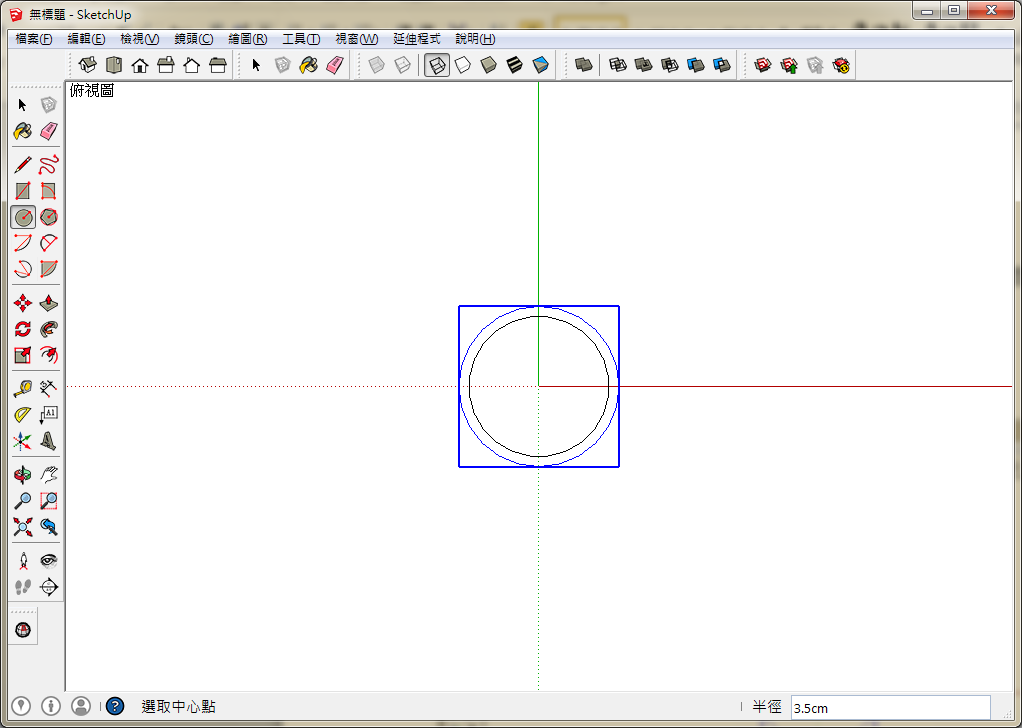 無標題 - SketchUp
檔案(F) 編輯(E) 檢視(V) 鏡頭(C) 繪圖(R) 工具(T) 視窗(W) 延伸程式 說明(H)
俯視圖
A1
選取中心點 半徑 3.5cm